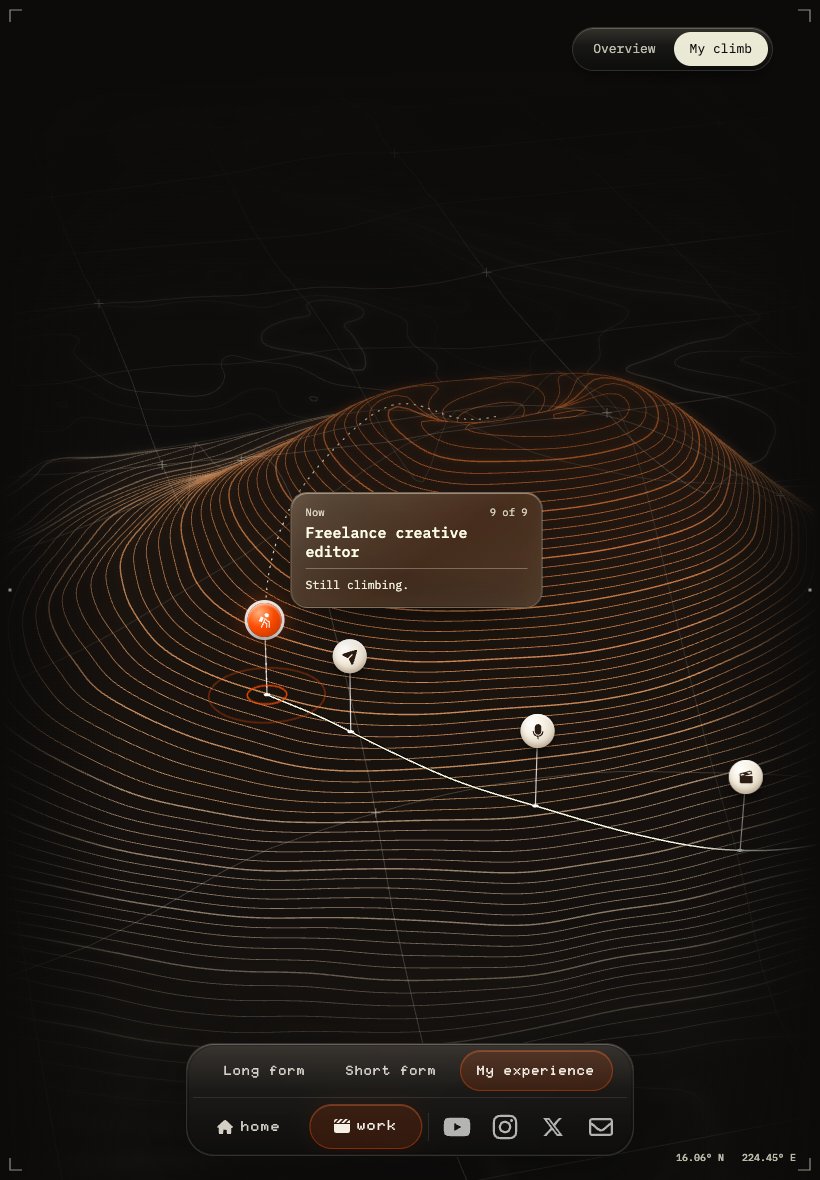 Overview My climb
Now 9 of 9
Freelance creative
editor
Still climbing.
Long form Short form My experience
home work
16.06° N 224.45° E